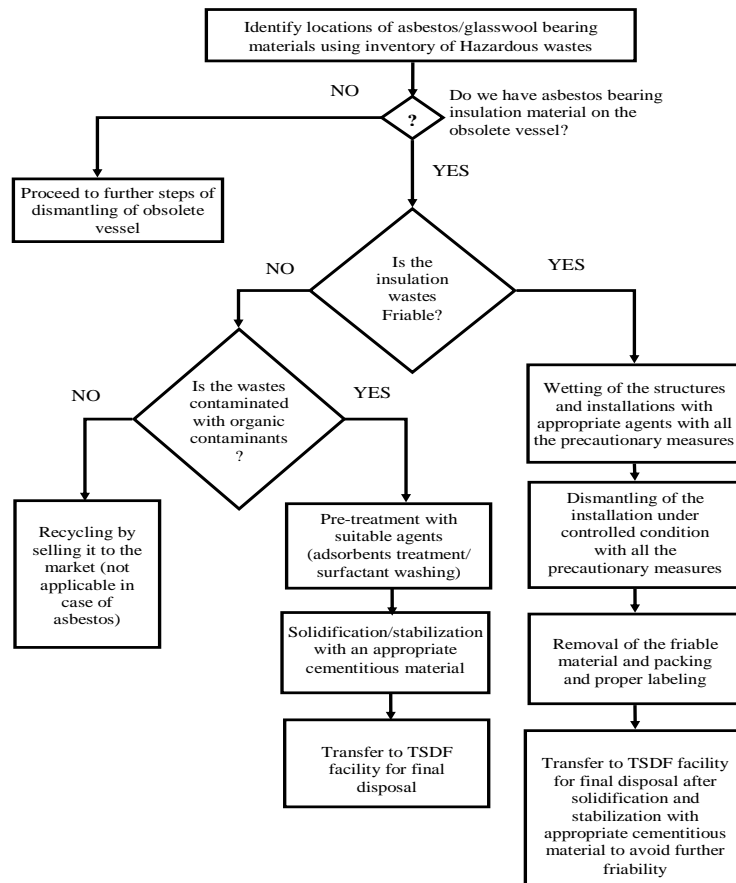 Identify locations of asbestos/glasswool bearing
materials using inventory of Hazardous wastes
NO
?
Do we have asbestos bearing
insulation material on the
obsolete vessel?
YES
Proceed to further steps of
dismantling of obsolete
vessel
NO
Is the
insulation
wastes
Friable?
YES
NO
Is the wastes
contaminated
with organic
contaminants
?
YES
Wetting of the structures
and installations with
appropriate agents with all
the precautionary measures
Recycling by
selling it to the
market (not
applicable in
case of
asbestos)
Pre-treatment with
suitable agents
(adsorbents treatment/
surfactant washing)
Dismantling of the
installation under
controlled condition
with all the
precautionary measures
Solidification/stabilization
with an appropriate
cementitious material
Removal of the friable
material and packing
and proper labeling
Transfer to TSDF
facility for final
disposal
Transfer to TSDF facility
for final disposal after
solidification and
stabilization with
appropriate cementitious
material to avoid further
friability